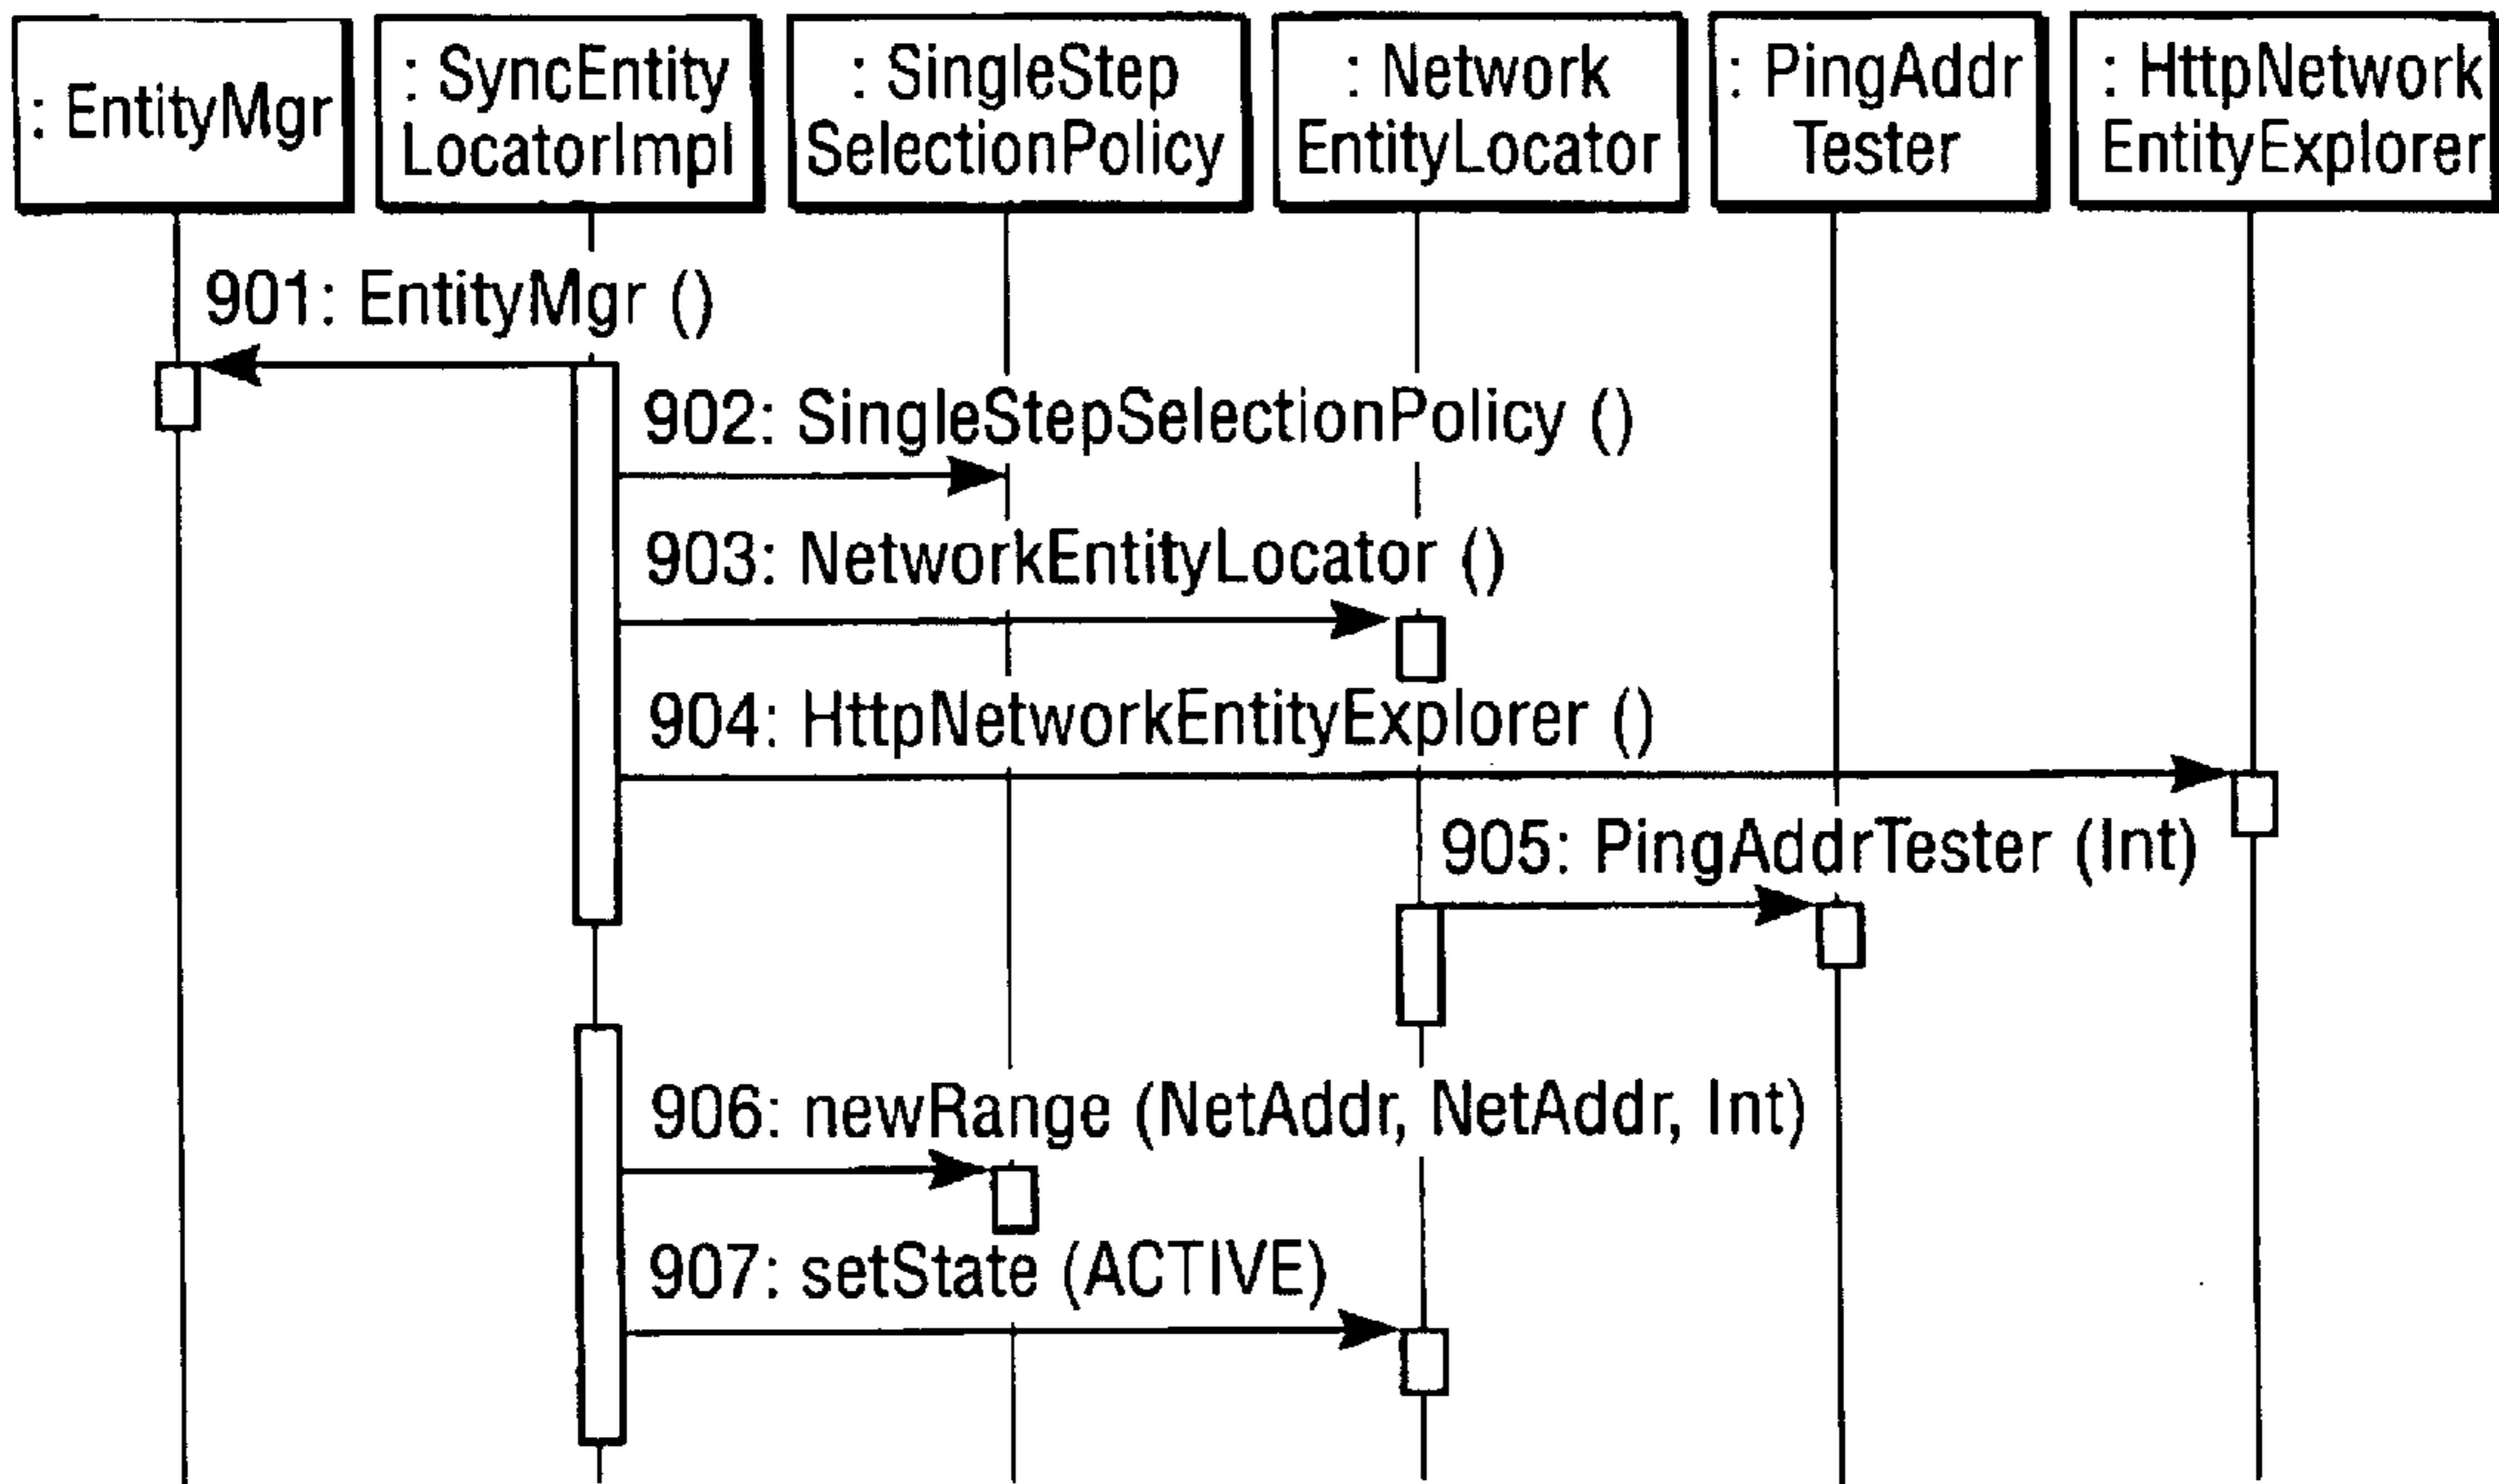 : EntityMgr
: SyncEntity
LocatorImpl
: SingleStep
SelectionPolicy
: Network
EntityLocator
: PingAddr
Tester
: HttpNetwork
EntityExplorer
901: EntityMgr ()
902: SingleStepSelectionPolicy ()
903: NetworkEntityLocator ()
904: HttpNetworkEntityExplorer ()
905: PingAddrTester (Int)
906: newRange (NetAddr, NetAddr, Int)
907: setState (ACTIVE)